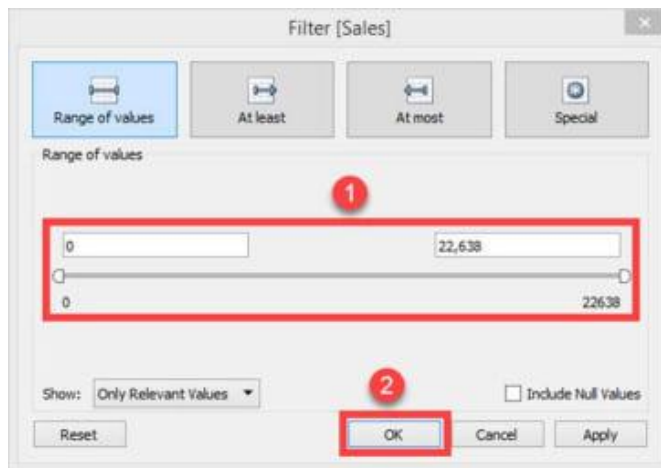 Filter [Sales]
Range of values
At least
At most
Special
Range of values
1
0
22,638
0
22638
2
Show: Only Relevant Values
Include Null Values
Reset
OK
Cancel
Apply